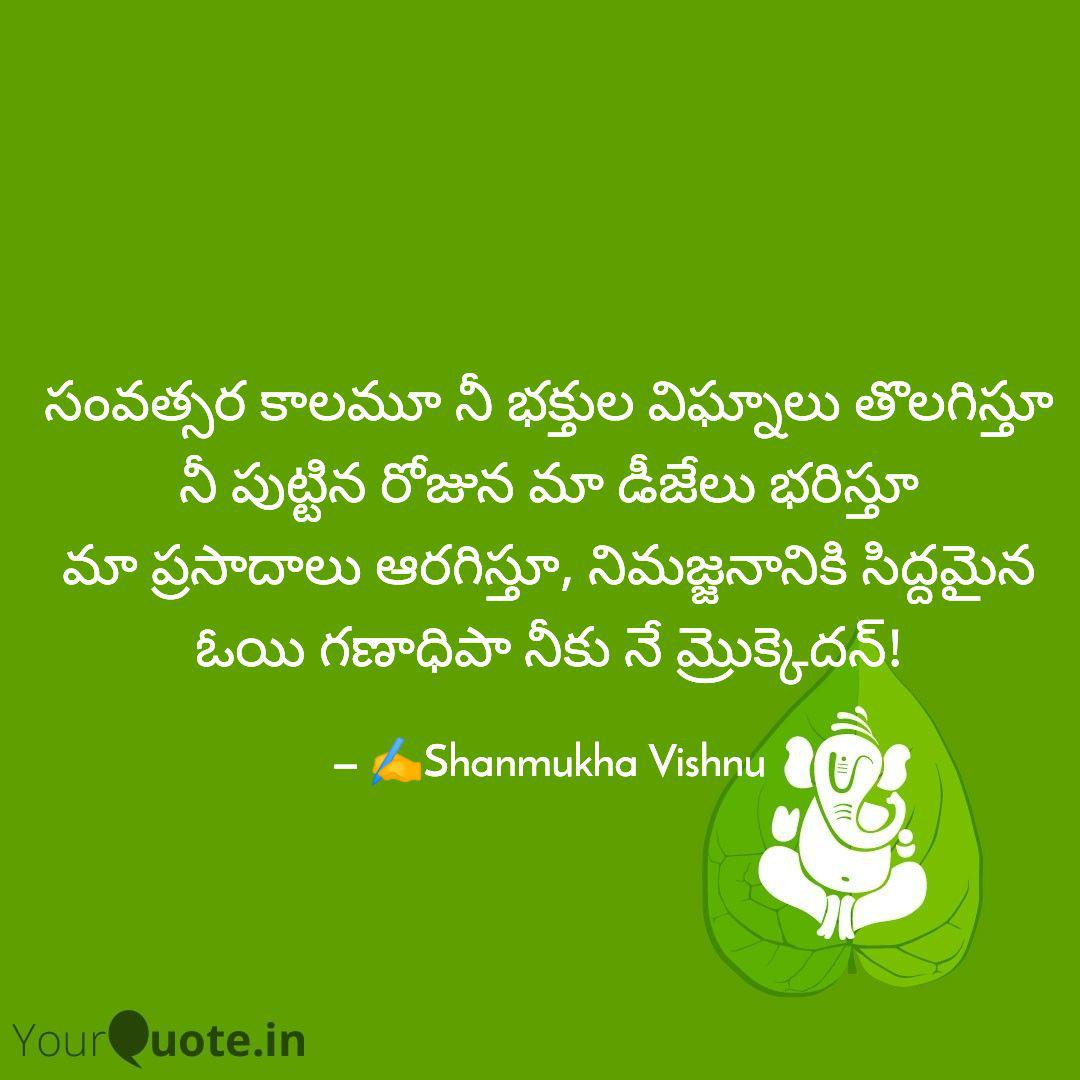 సంవత్సర కాలమూ నీ భక్తుల విఘ్నాలు తొలగిస్తూ
నీ పుట్టిన రోజున మా డీజేలు భరిస్తూ
మా ప్రసాదాలు ఆరగిస్తూ, నిమజ్జనానికి సిద్దమైన
ఓయి గణాధిపా నీకు నే మ్రొక్కెదన్!
– ✍️Shanmukha Vishnu
YourQuote.in